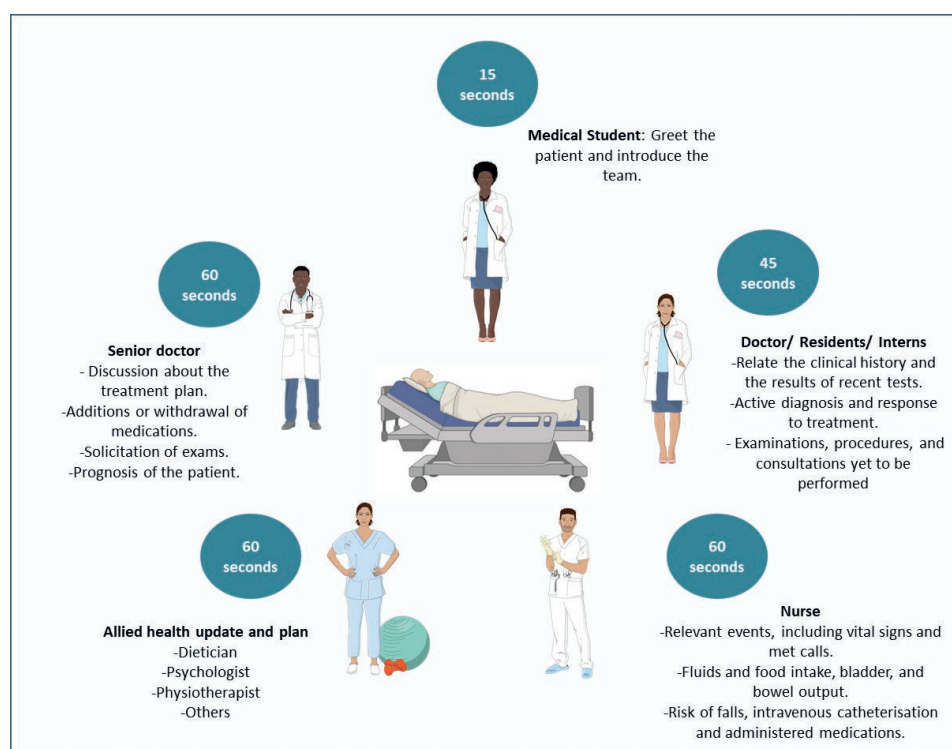 15
seconds
Medical Student: Greet the
patient and introduce the
team.
60
seconds
Senior doctor
- Discussion about the
treatment plan.
-Additions or withdrawal of
medications.
-Solicitation of exams.
-Prognosis of the patient.
45
seconds
Doctor/ Residents/ Interns
-Relate the clinical history and
the results of recent tests.
-Active diagnosis and response
to treatment.
- Examinations, procedures, and
consultations yet to be
performed
60
seconds
Allied health update and plan
-Dietician
-Psychologist
-Physiotherapist
-Others
60
seconds
Nurse
-Relevant events, including vital signs and
met calls.
-Fluids and food intake, bladder, and
bowel output.
-Risk of falls, intravenous catheterisation
and administered medications.